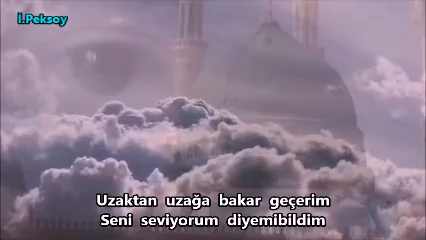 İ.Peksoy
Uzaktan uzağa bakar geçerim
Seni seviyorum diyemibildim